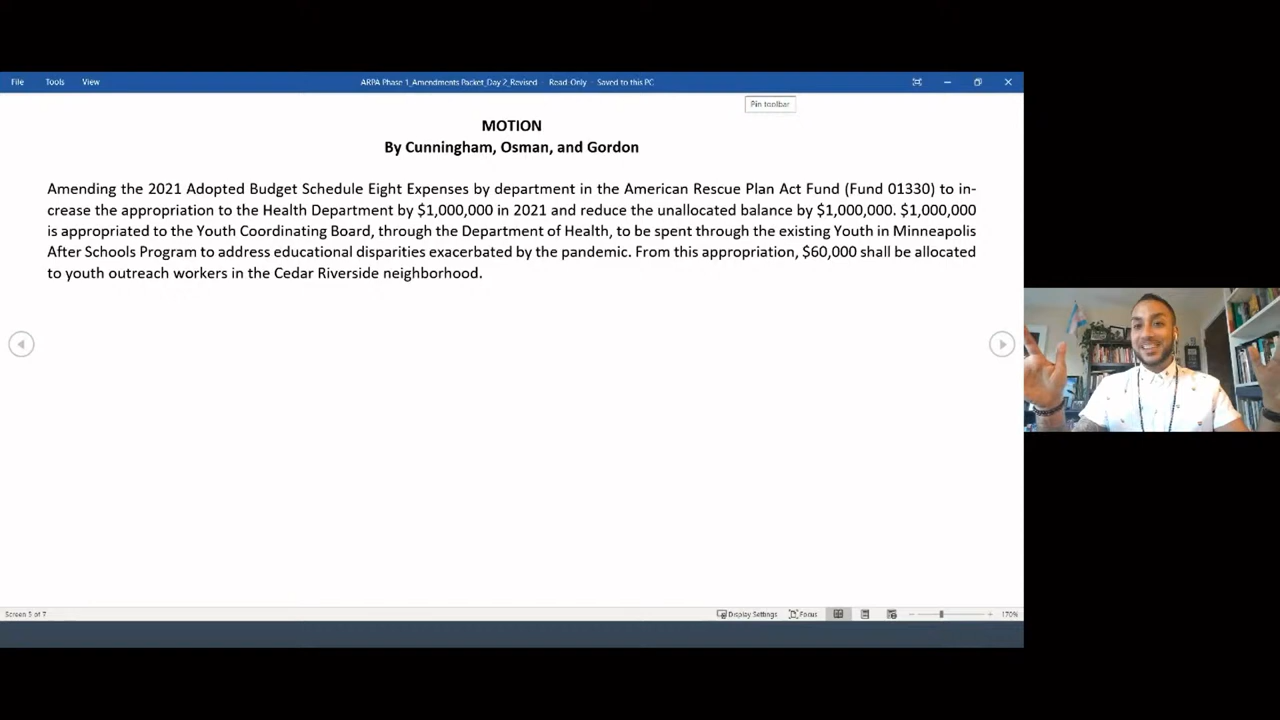 File Tools View ARPA Phase 1_Amendments Packet_Day 2_Revised Read-Only - Saved to this PC
Pin toolbar
MOTION
By Cunningham, Osman, and Gordon
Amending the 2021 Adopted Budget Schedule Eight Expenses by department in the American Rescue Plan Act Fund (Fund 01330) to in-
crease the appropriation to the Health Department by $1,000,000 in 2021 and reduce the unallocated balance by $1,000,000. $1,000,000
is appropriated to the Youth Coordinating Board, through the Department of Health, to be spent through the existing Youth in Minneapolis
After Schools Program to address educational disparities exacerbated by the pandemic. From this appropriation, $60,000 shall be allocated
to youth outreach workers in the Cedar Riverside neighborhood.
Screen 5 of 7 Display Settings Focus 170%